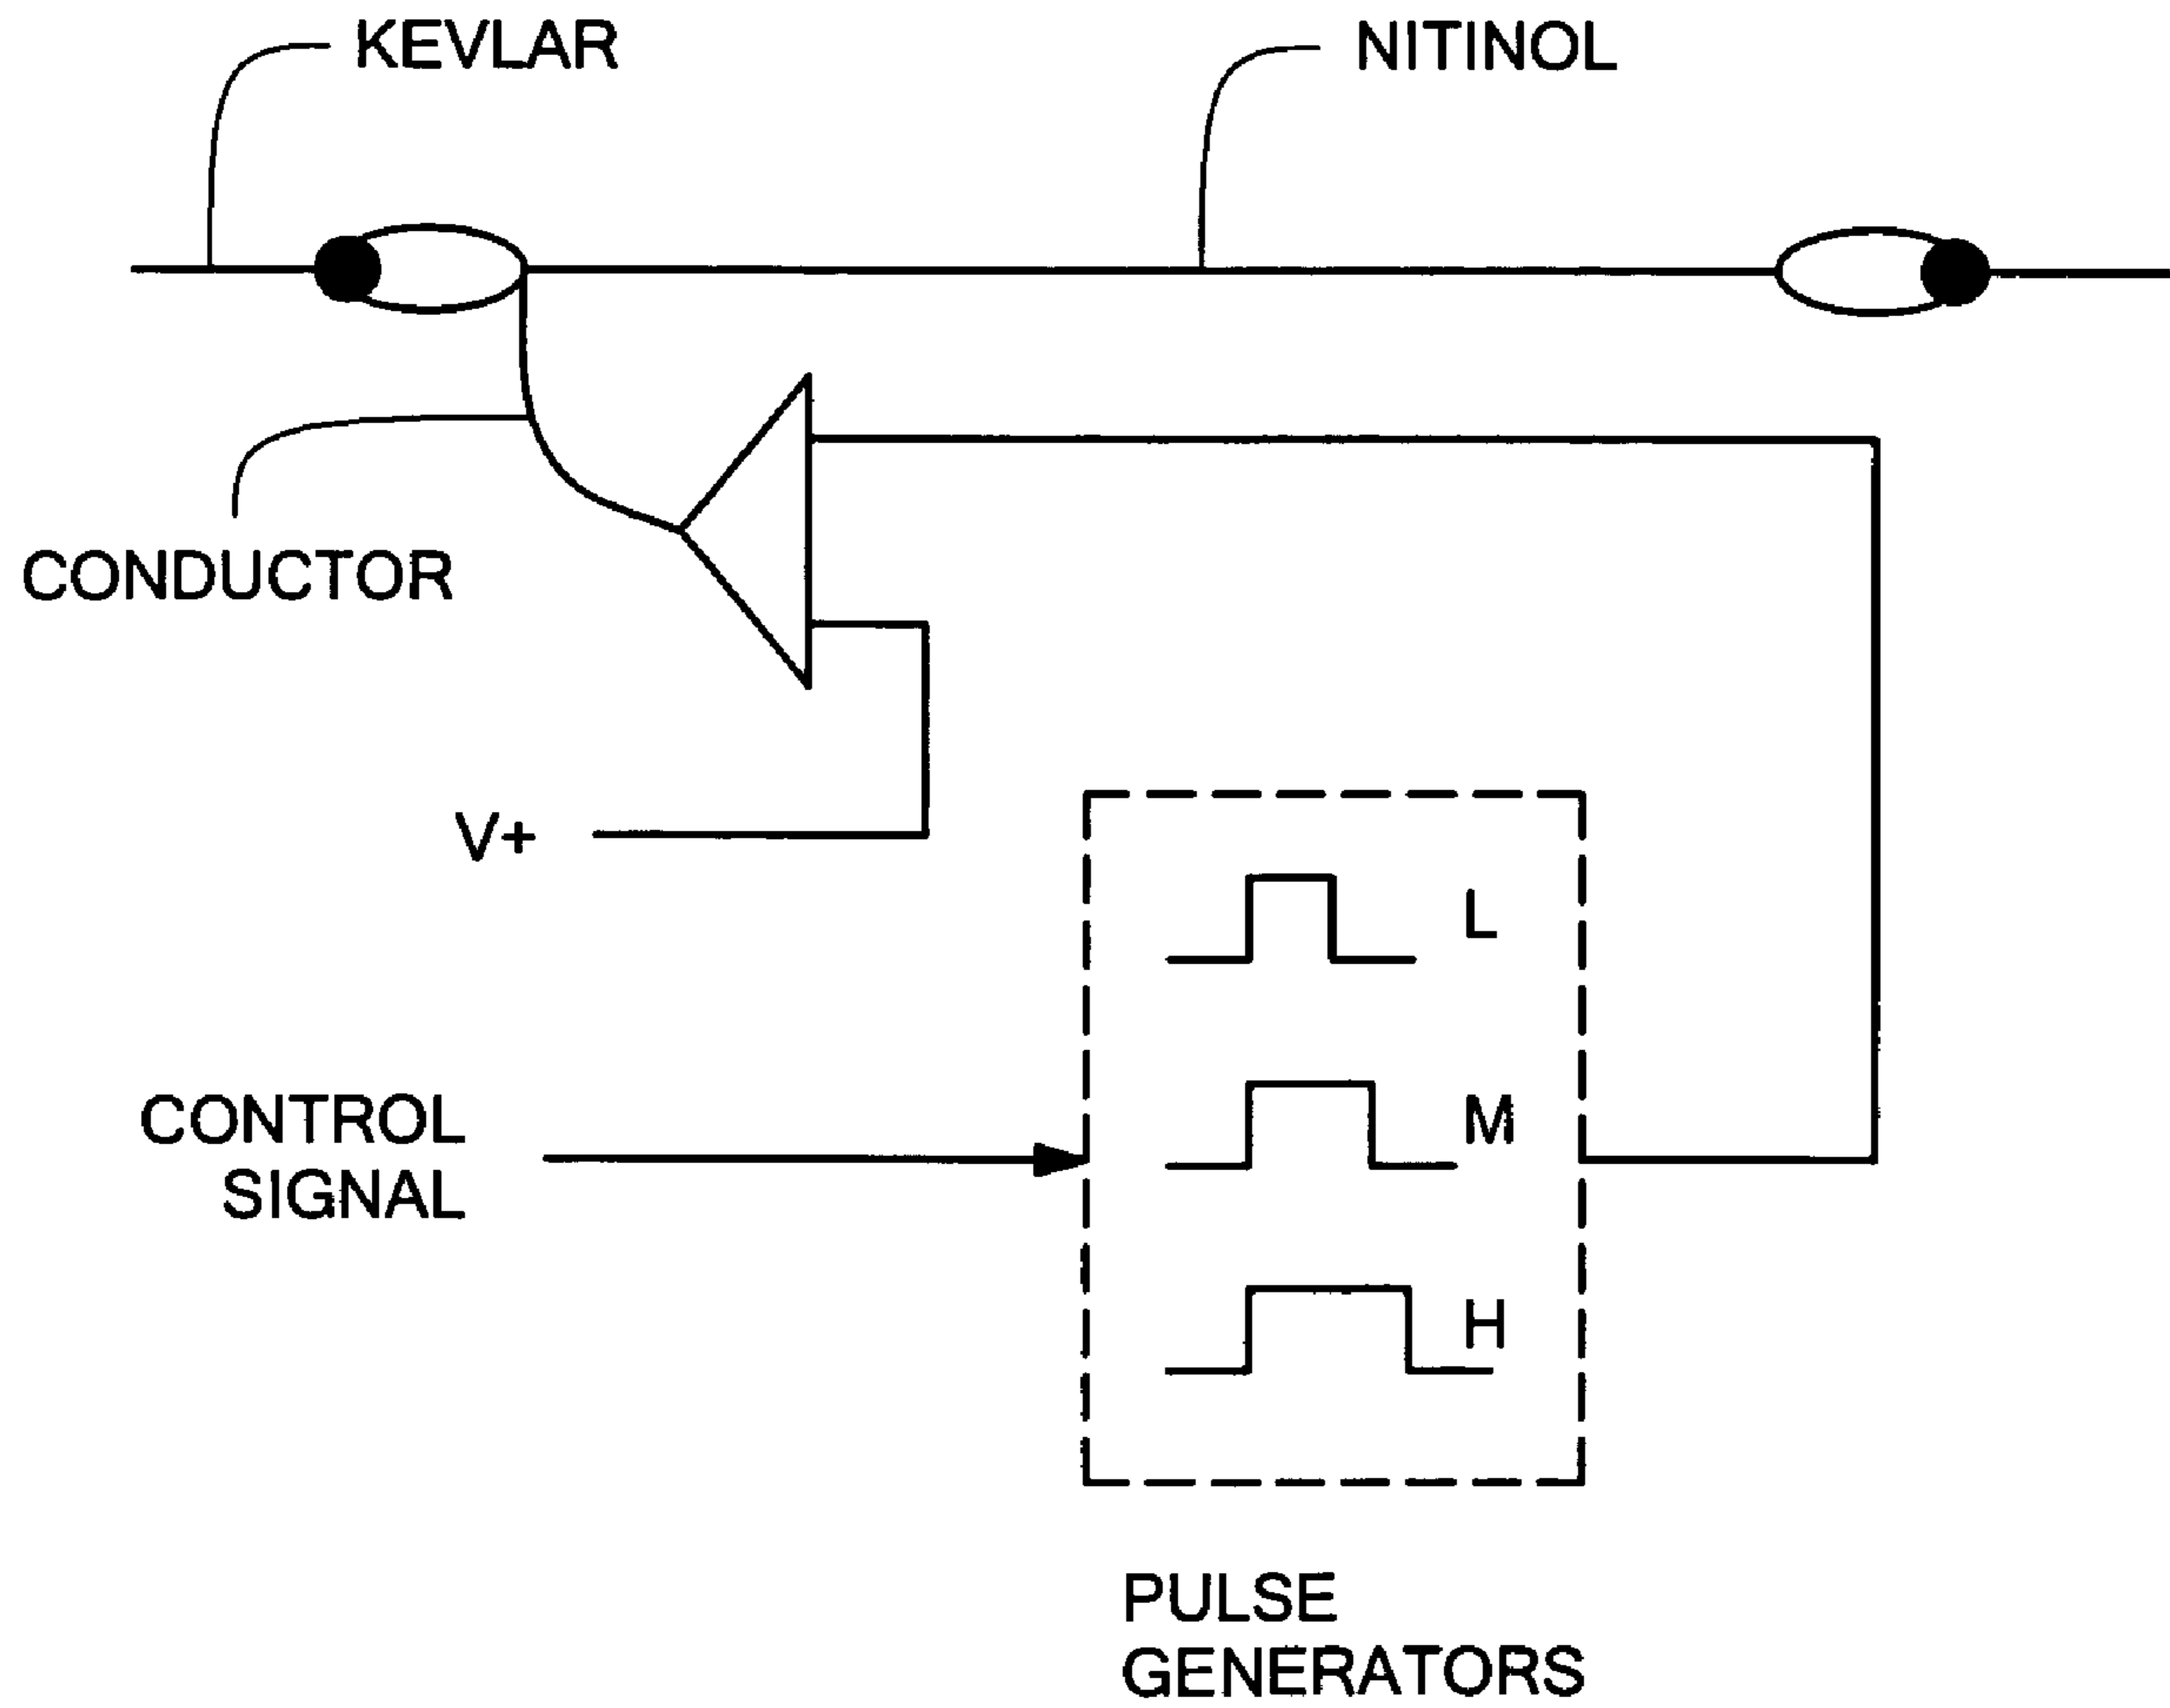 KEVLAR
NITINOL
CONDUCTOR
V+
L
CONTROL
SIGNAL
M
H
PULSE
GENERATORS